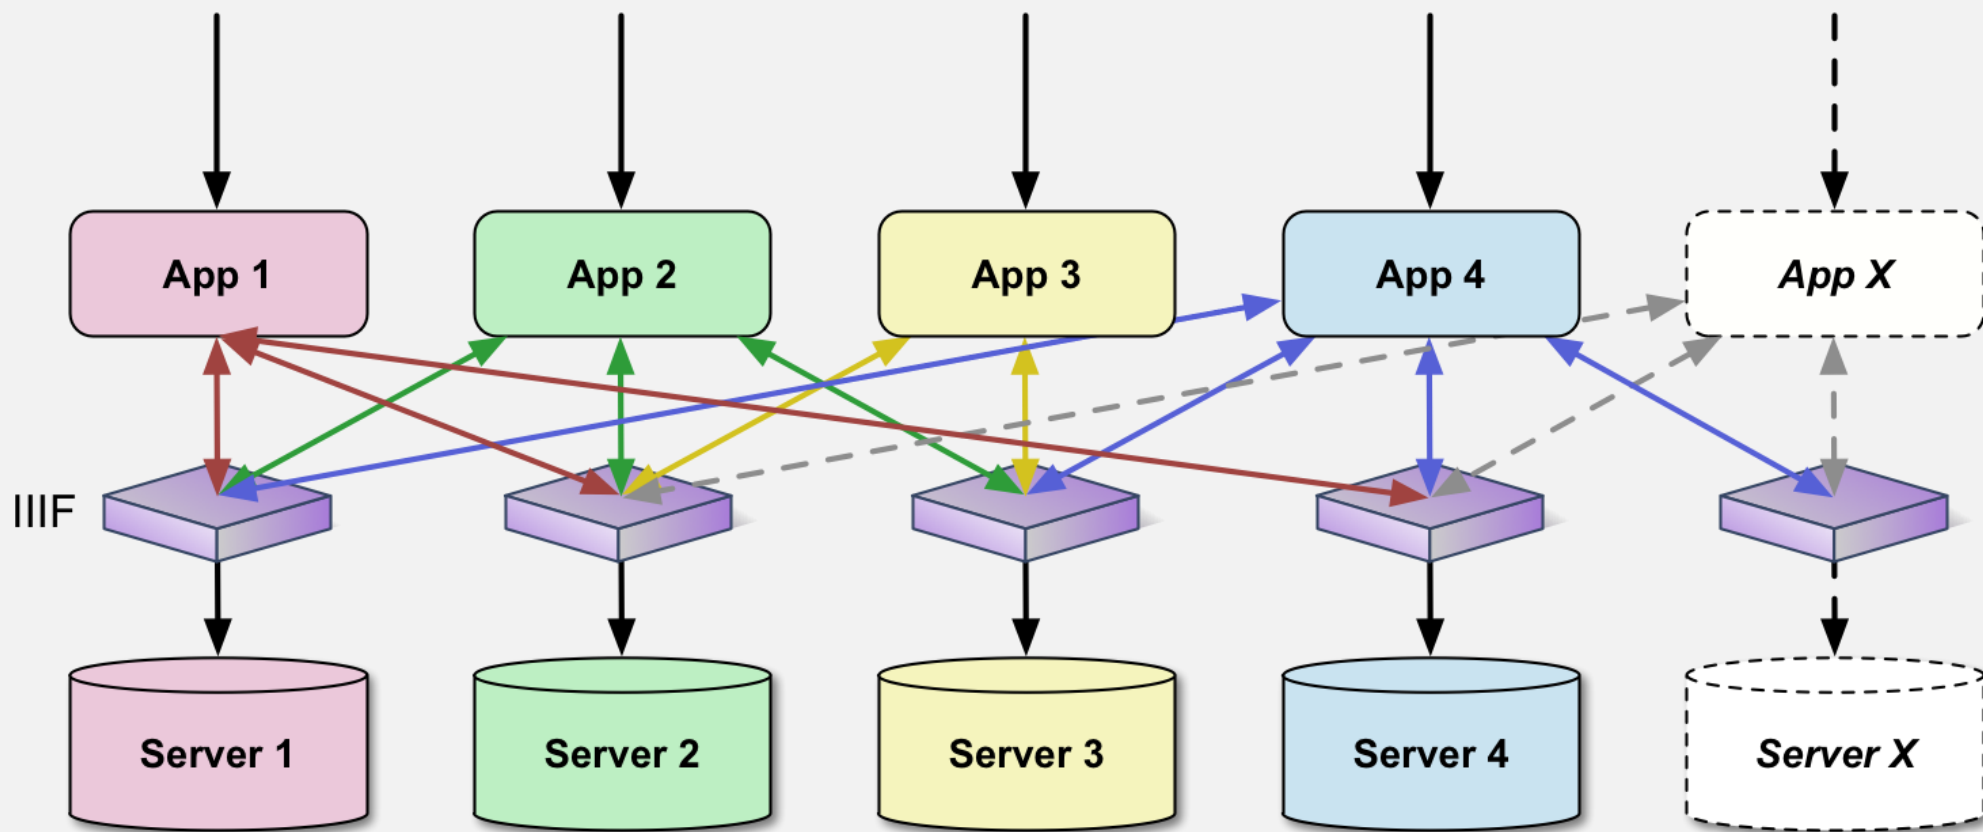 App 1
App 2
App 3
App 4
App X
IIIF
Server 1
Server 2
Server 3
Server 4
Server X